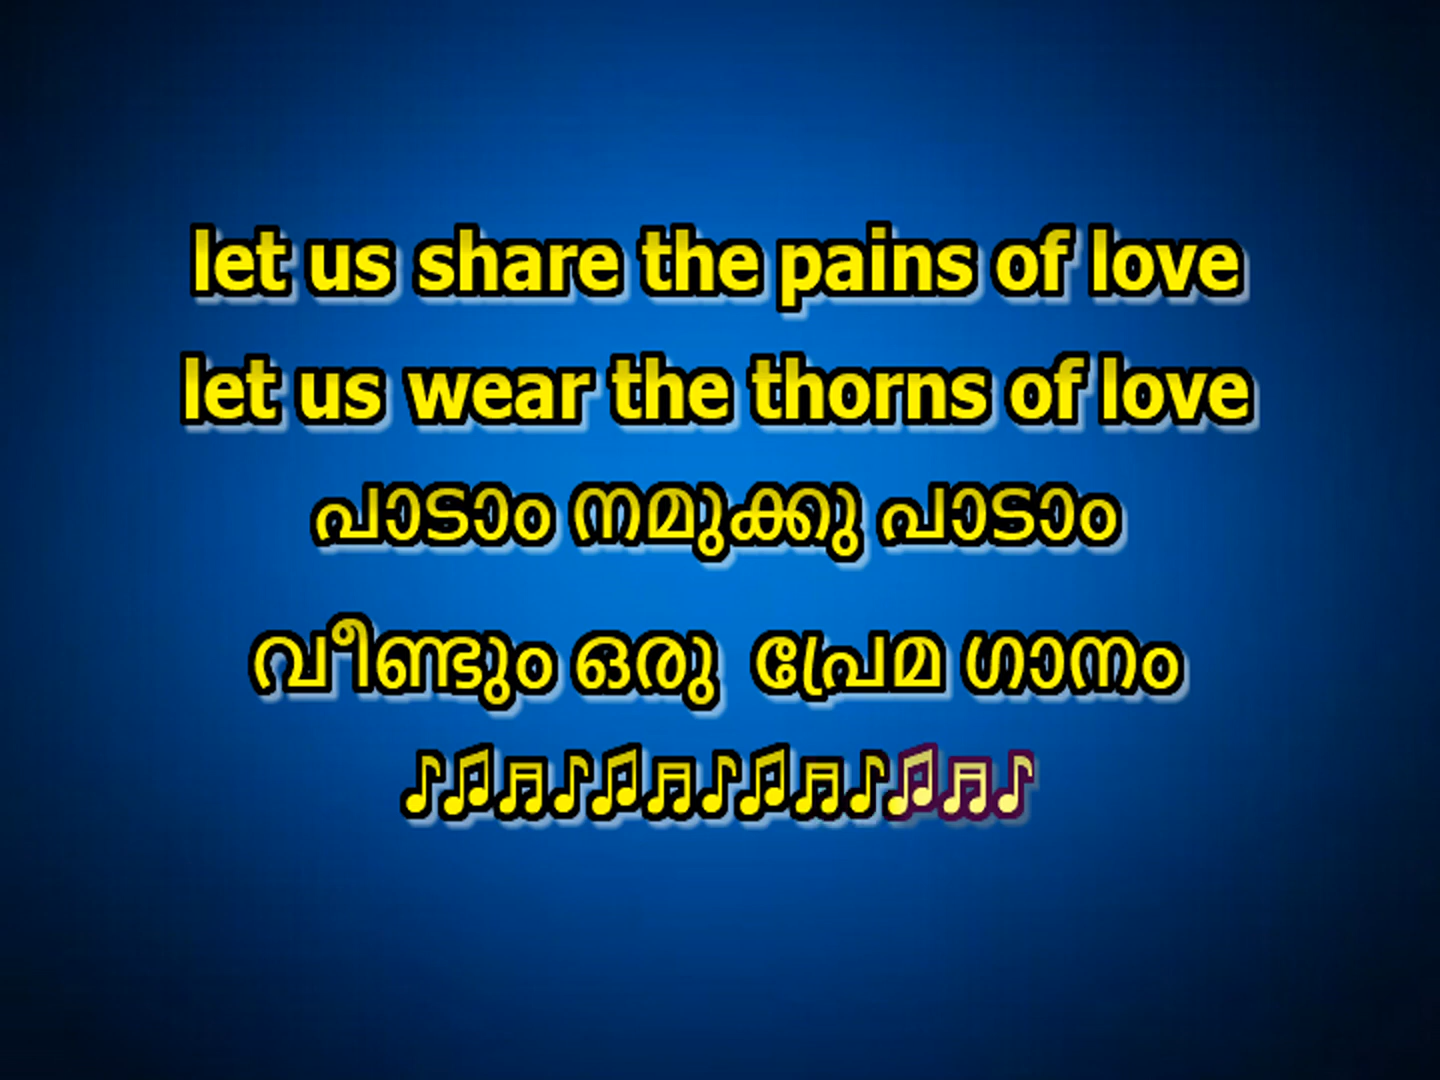 let us share the pains of love
let us wear the thorns of love
പാടാം നമുക്കു പാടാം
വീണ്ടും ഒരു പ്രേമ ഗാനം
♪♫♬♪♫♬♪♫♬♪♫♬♪